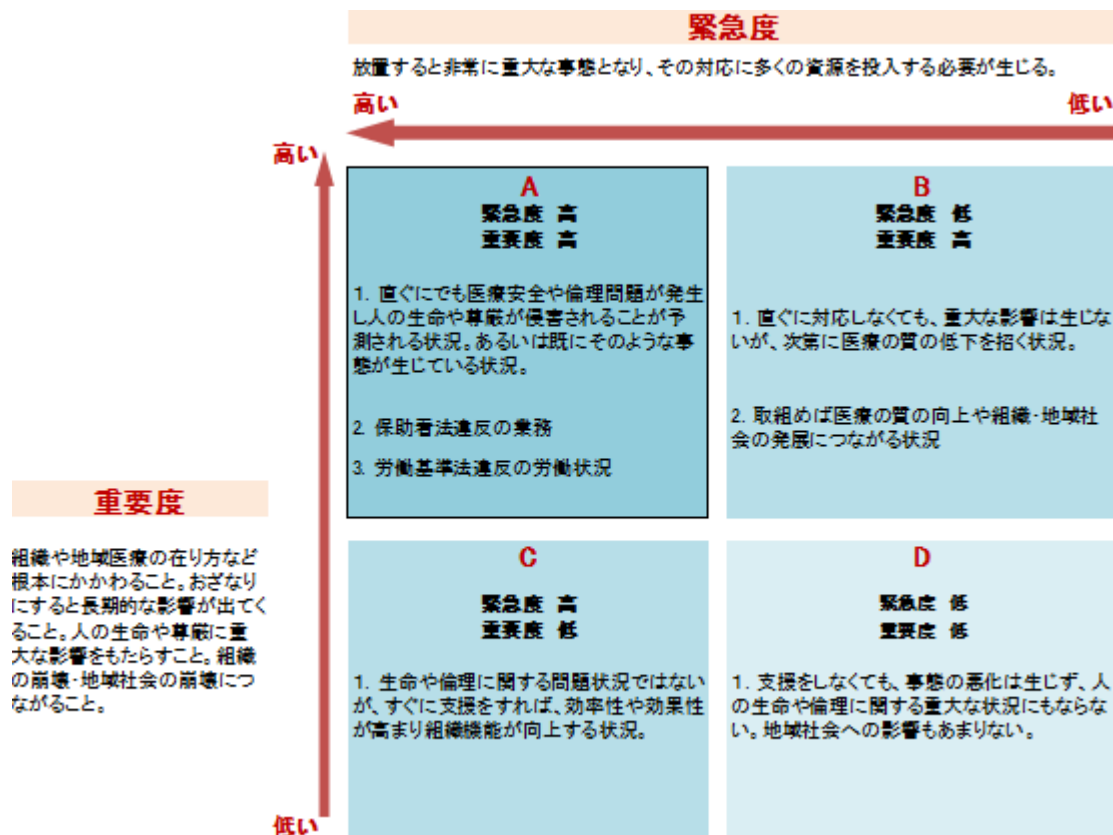 緊急度
放置すると非常に重大な事態となり、その対応に多くの資源を投入する必要が生じる。
高い
低い
高い
A
緊急度 高
重要度 高
1. 直ぐにでも医療安全や倫理問題が発生
し人の生命や尊厳が侵害されることが予
測される状況。あるいは既にそのような事
態が生じている状況。
2. 保助看法違反の業務
3. 労働基準法違反の労働状況
B
緊急度 低
重要度 高
1. 直ぐに対応しなくても、重大な影響は生じな
いが、次第に医療の質の低下を招く状況。
2. 取組めば医療の質の向上や組織・地域社
会の発展につながる状況
重要度
組織や地域医療の在り方など
根本にかかわること。おざなり
にすると長期的な影響が出てく
ること。人の生命や尊厳に重
大な影響をもたらすこと。組織
の崩壊・地域社会の崩壊につ
ながること。
C
緊急度 高
重要度 低
1. 生命や倫理に関する問題状況ではない
が、すぐに支援をすれば、効率性や効果性
が高まり組織機能が向上する状況。
D
緊急度 低
重要度 低
1. 支援をしなくても、事態の悪化は生じず、人
の生命や倫理に関する重大な状況にもならな
い。地域社会への影響もあまりない。
低い